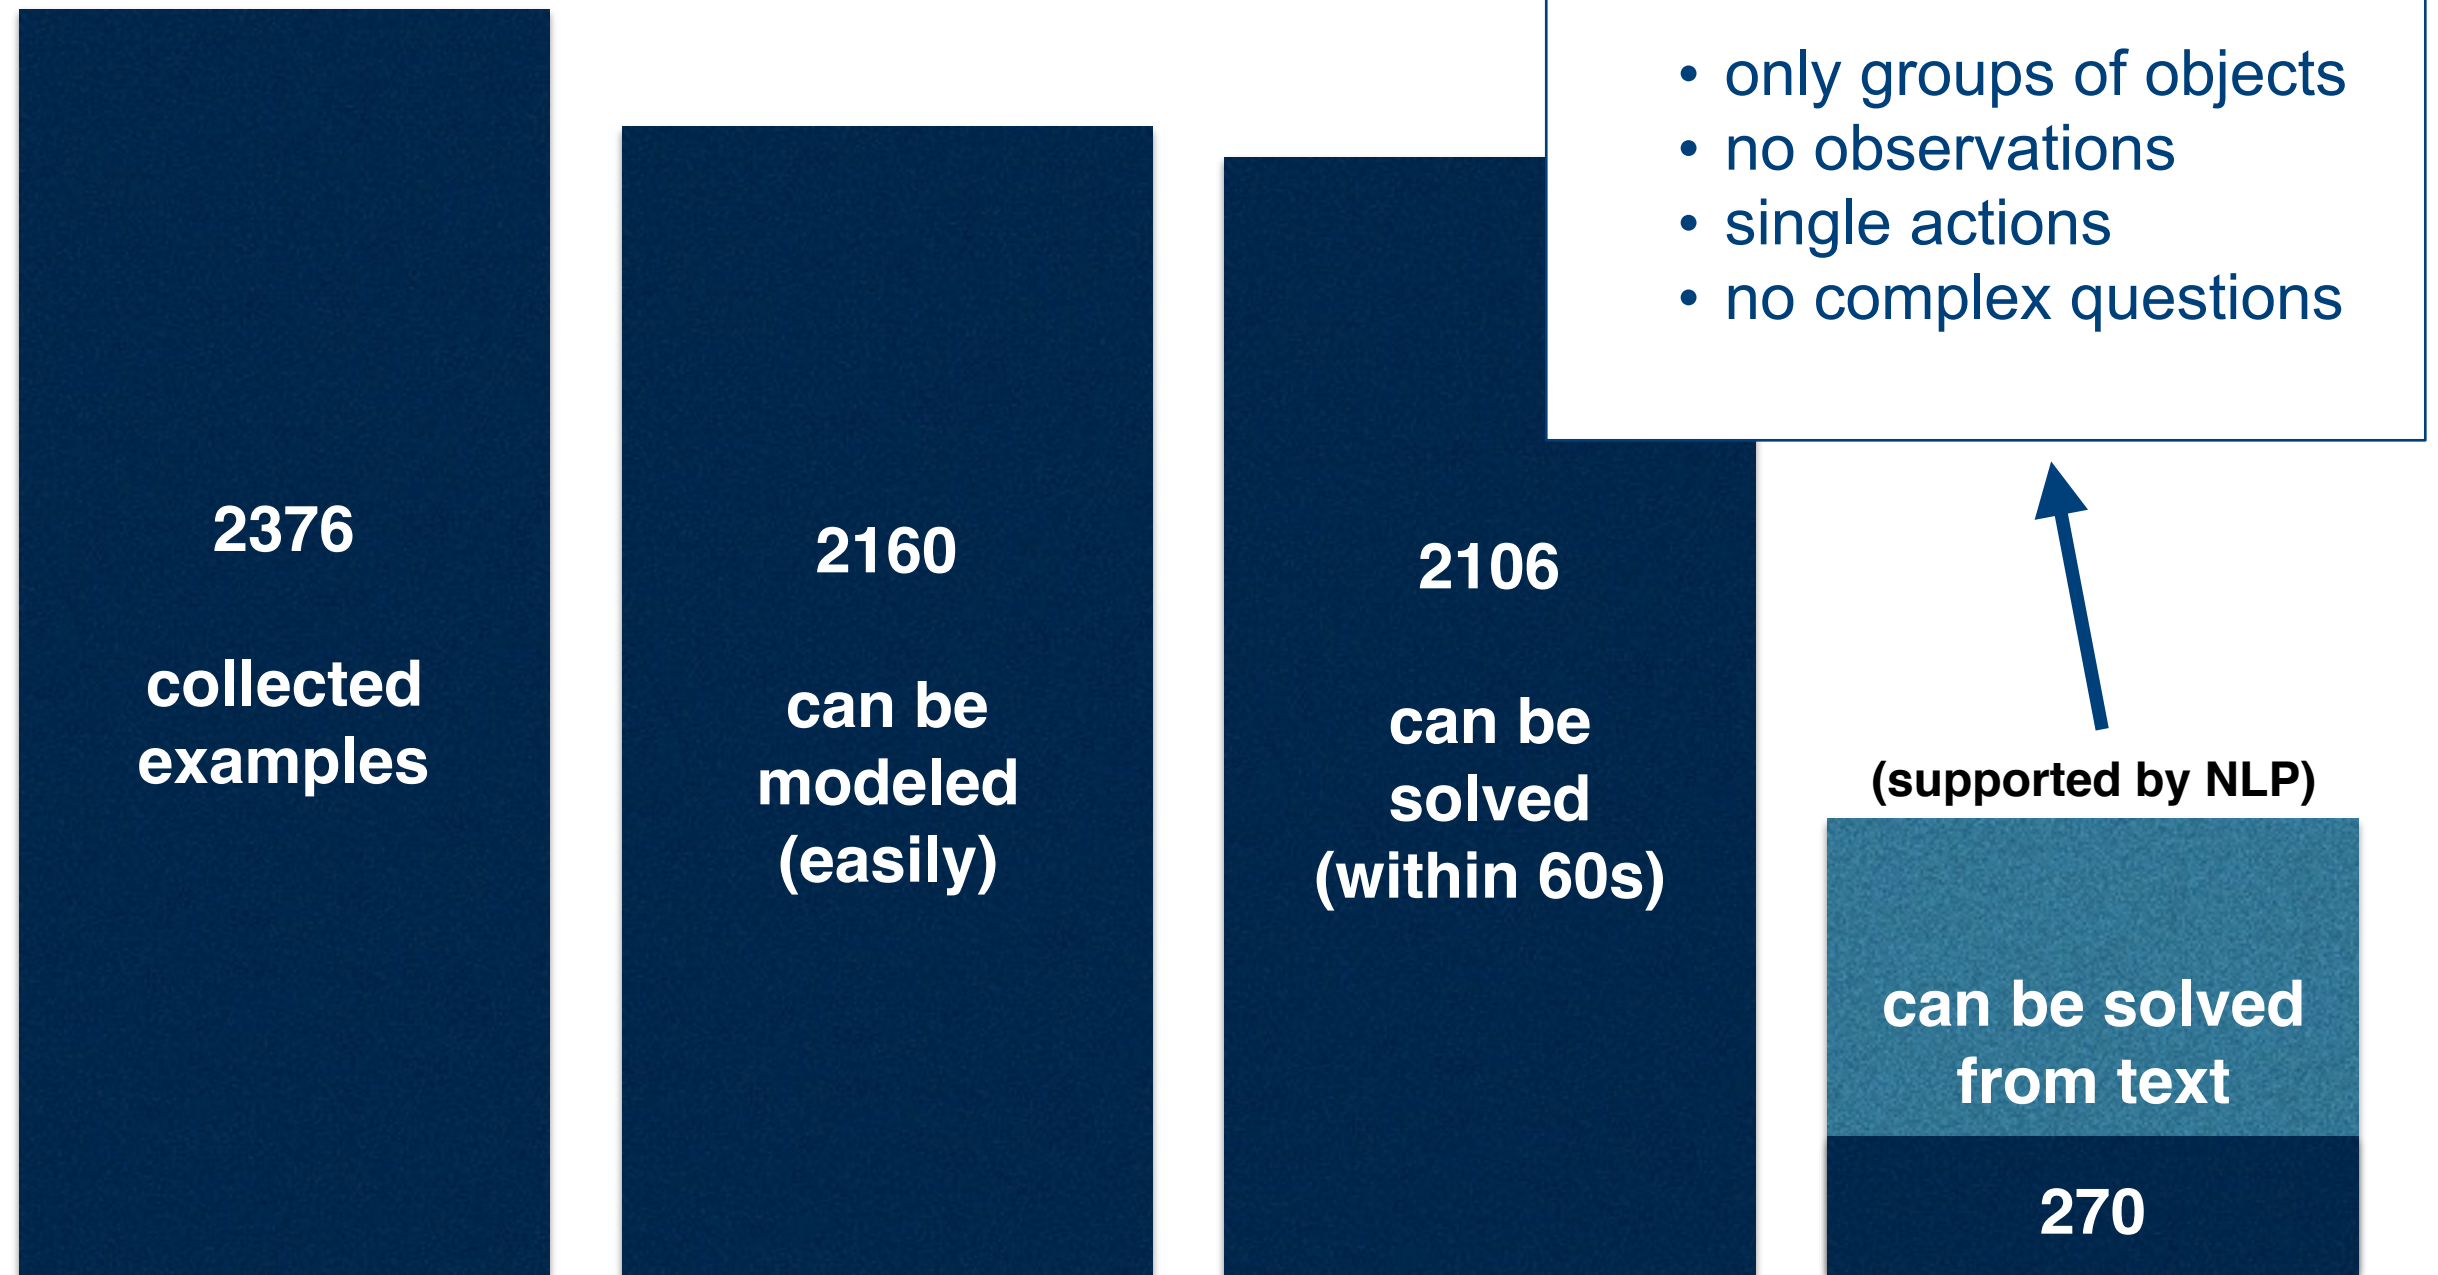 • only groups of objects
• no observations
• single actions
• no complex questions
2376
collected
examples
2160
can be
modeled
(easily)
2106
can be
solved
(within 60s)
(supported by NLP)
can be solved
from text
270